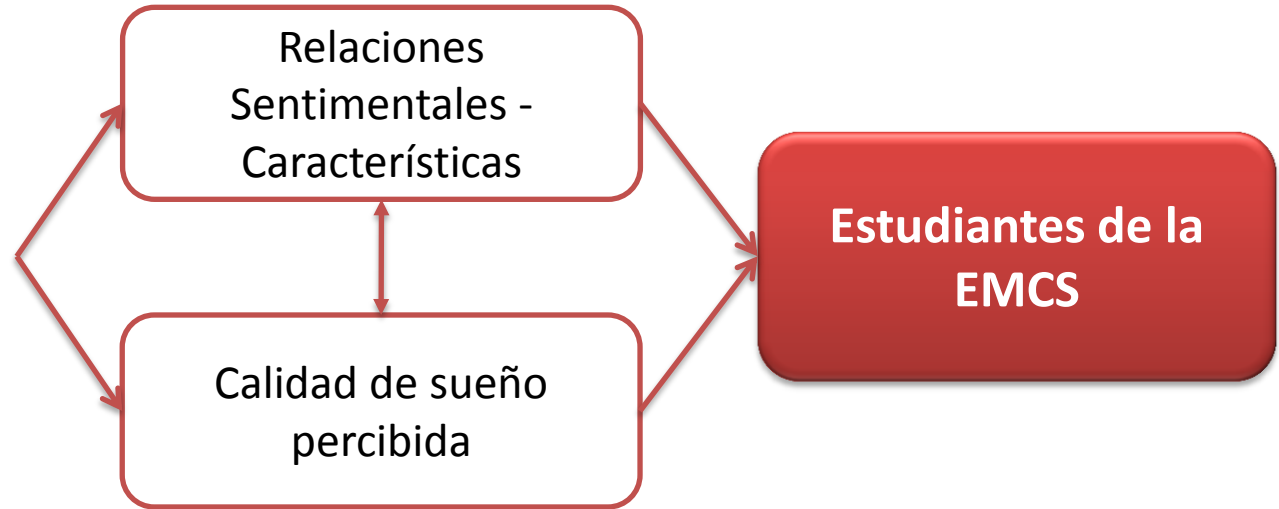 Relaciones
Sentimentales -
Características
Calidad de sueño
percibida
Estudiantes de la
EMCS